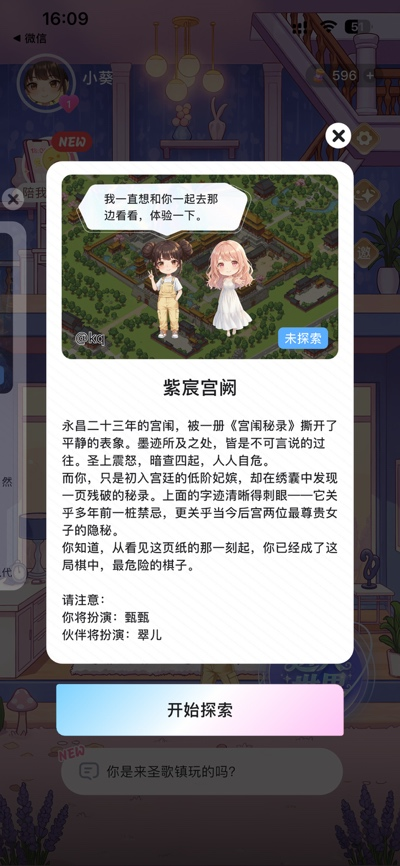 16:09
51
◀ 微信
小葵
1
596 +
NEW
陪我
我一直想和你一起去那
边看看，体验一下。
邀
@kq
未探索
紫宸宫阙
永昌二十三年的宫闱，被一册《宫闱秘录》撕开了
平静的表象。墨迹所及之处，皆是不可言说的过
往。圣上震怒，暗查四起，人人自危。
而你，只是初入宫廷的低阶妃嫔，却在绣囊中发现
一页残破的秘录。上面的字迹清晰得刺眼——它关
乎多年前一桩禁忌，更关乎当今后宫两位最尊贵女
子的隐秘。
你知道，从看见这页纸的那一刻起，你已经成了这
局棋中，最危险的棋子。
然
代
请注意：
你将扮演：甄甄
伙伴将扮演：翠儿
开始探索
NEW
你是来圣歌镇玩的吗?